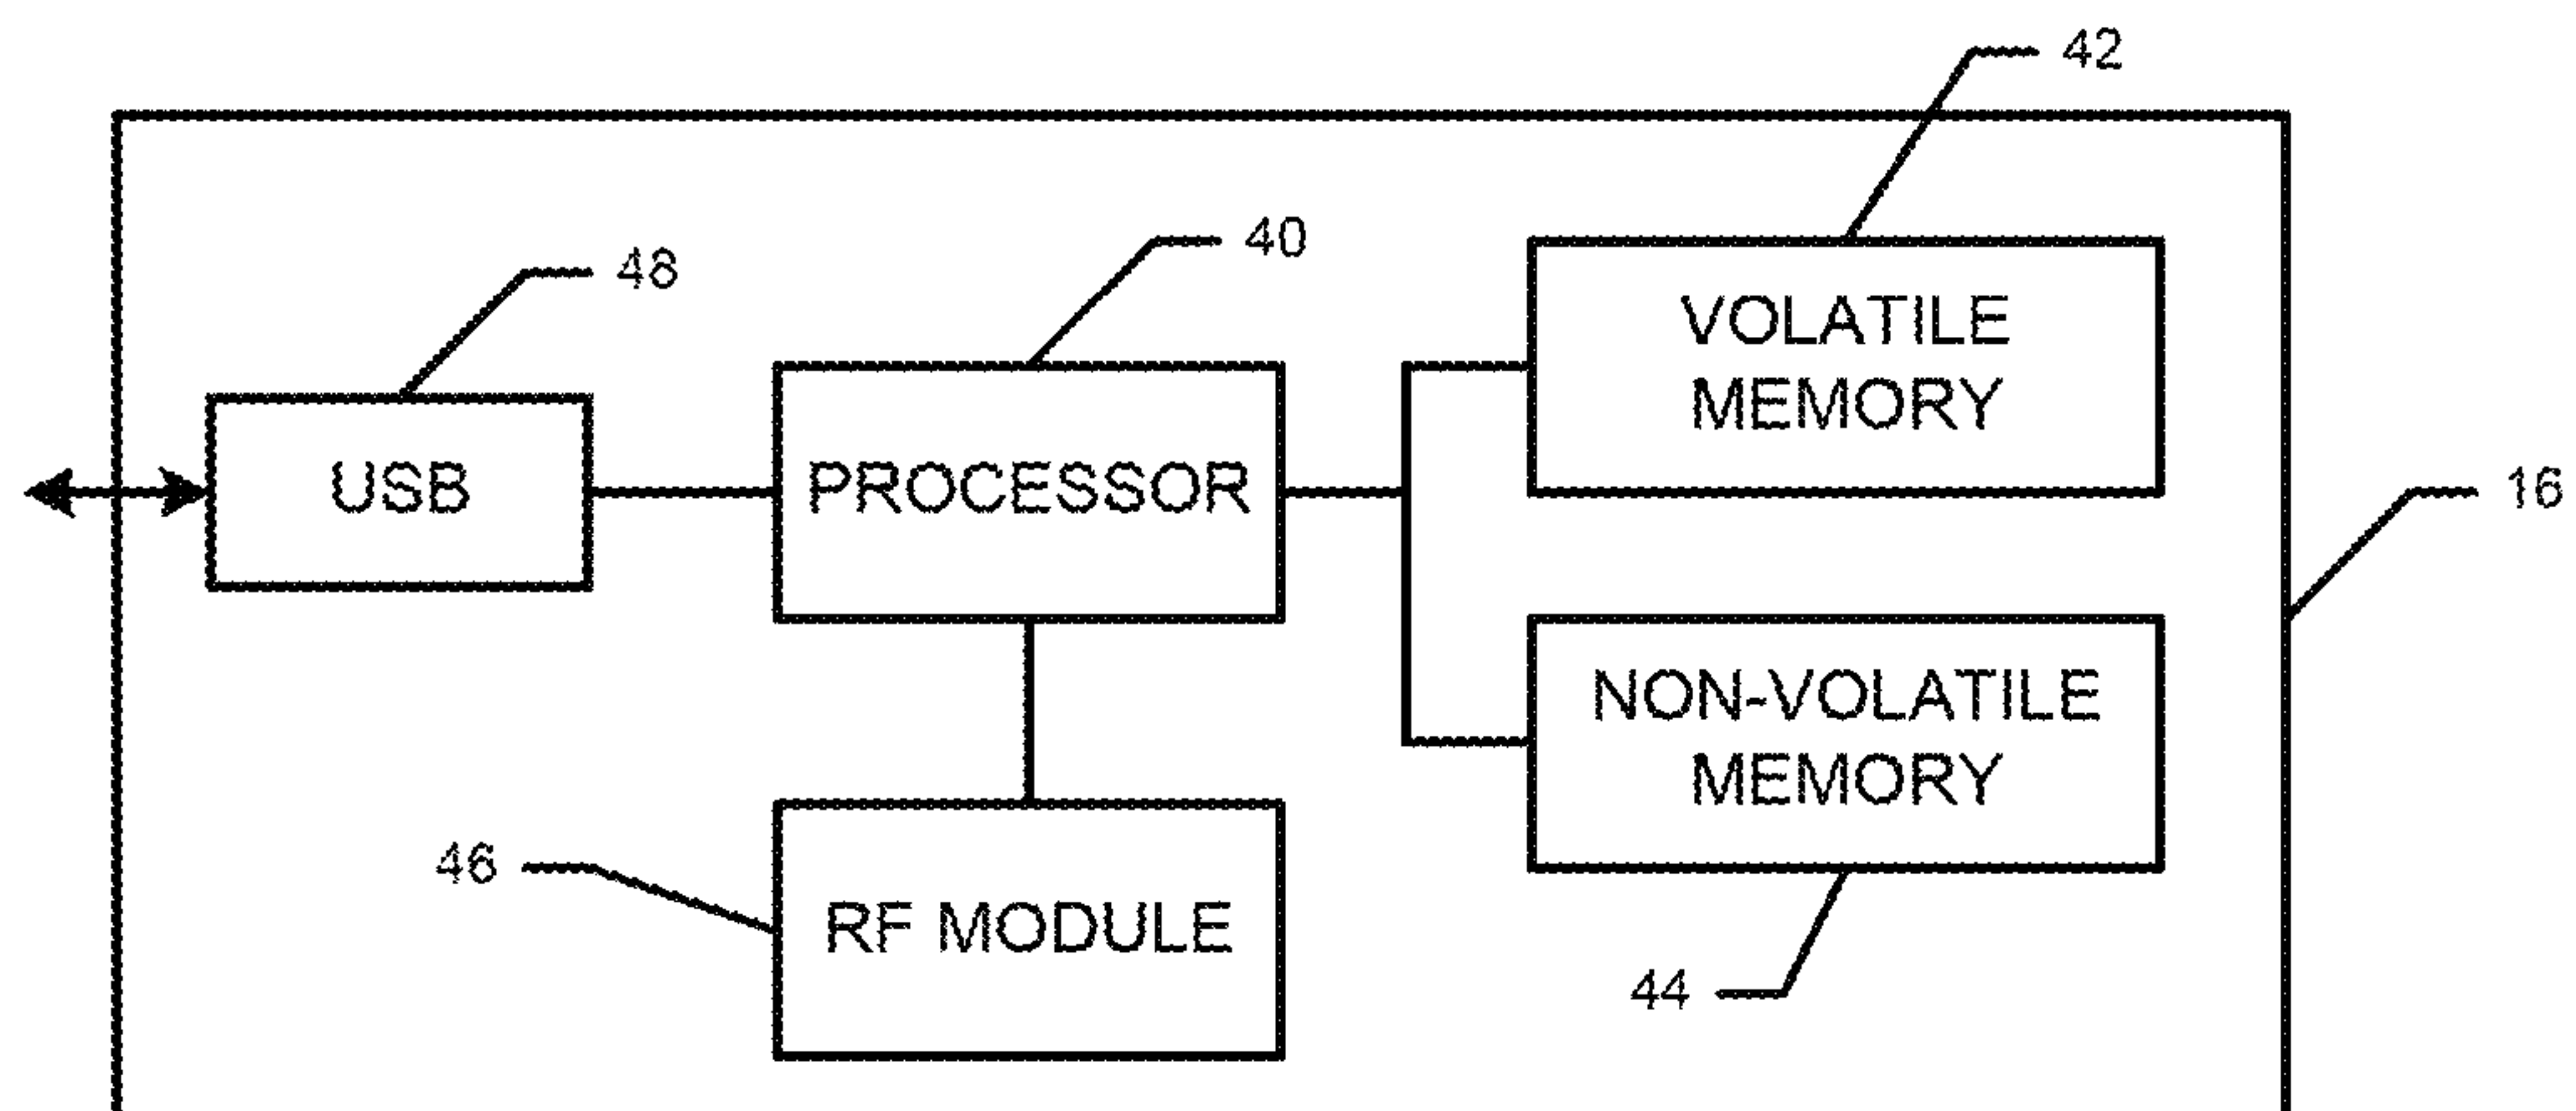 42
40
48
VOLATILE
MEMORY
USB
PROCESSOR
16
NON-VOLATILE
MEMORY
46
RF MODULE
44